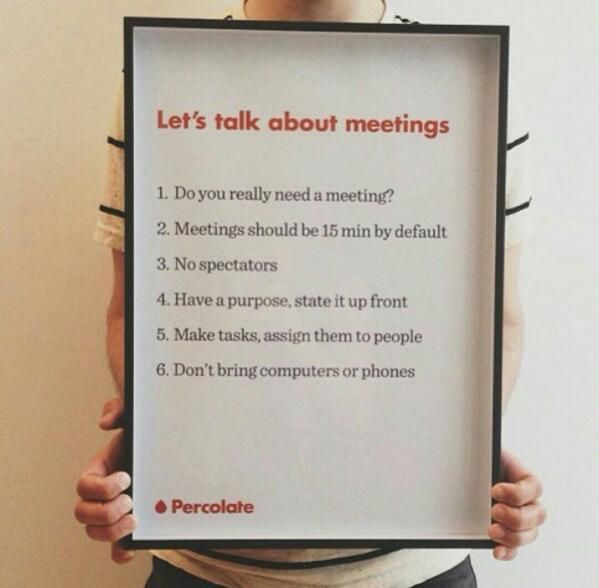 Let's talk about meetings
1. Do you really need a meeting?
2. Meetings should be 15 min by default
3. No spectators
4. Have a purpose, state it up front
5. Make tasks, assign them to people
6. Don't bring computers or phones
Percolate